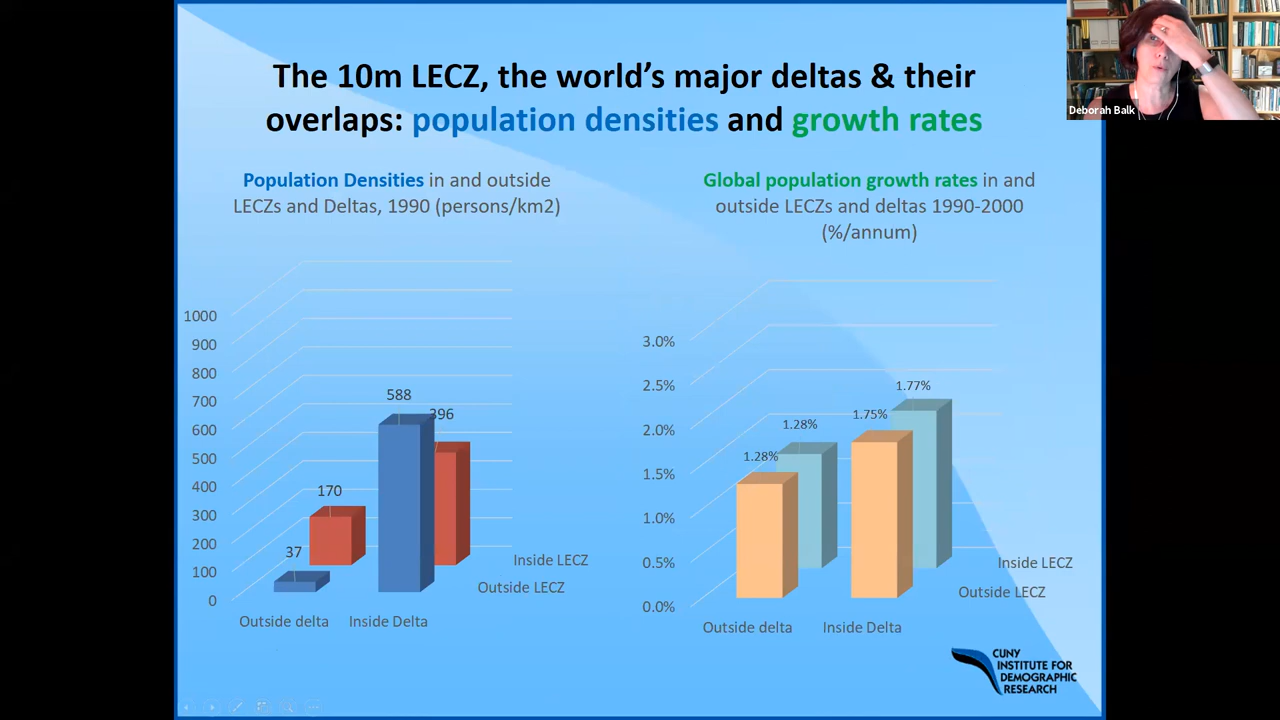 The 10m LECZ, the world's major deltas & their
overlaps: population densities and growth rates
Deborah Balk
Population Densities in and outside
LECZs and Deltas, 1990 (persons/km2)
1000
900
800
700
600
500
400
300
200
100
0
588
396
170
37
Inside LECZ
Outside LECZ
Outside delta
Inside Delta
Global population growth rates in and
outside LECZs and deltas 1990-2000
(%/annum)
3.0%
2.5%
2.0%
1.5%
1.0%
0.5%
0.0%
1.77%
1.75%
1.28%
1.28%
Inside LECZ
Outside LECZ
Outside delta
Inside Delta
CUNY
INSTITUTE FOR
DEMOGRAPHIC
RESEARCH